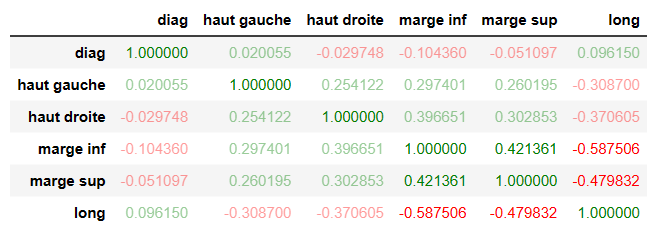 diag haut gauche haut droite marge inf marge sup long
diag 1.000000 0.020055 -0.029748 -0.104360 -0.051097 0.096150
haut gauche 0.020055 1.000000 0.254122 0.297401 0.260195 -0.308700
haut droite -0.029748 0.254122 1.000000 0.396651 0.302853 -0.370605
marge inf -0.104360 0.297401 0.396651 1.000000 0.421361 -0.587506
marge sup -0.051097 0.260195 0.302853 0.421361 1.000000 -0.479832
long 0.096150 -0.308700 -0.370605 -0.587506 -0.479832 1.000000